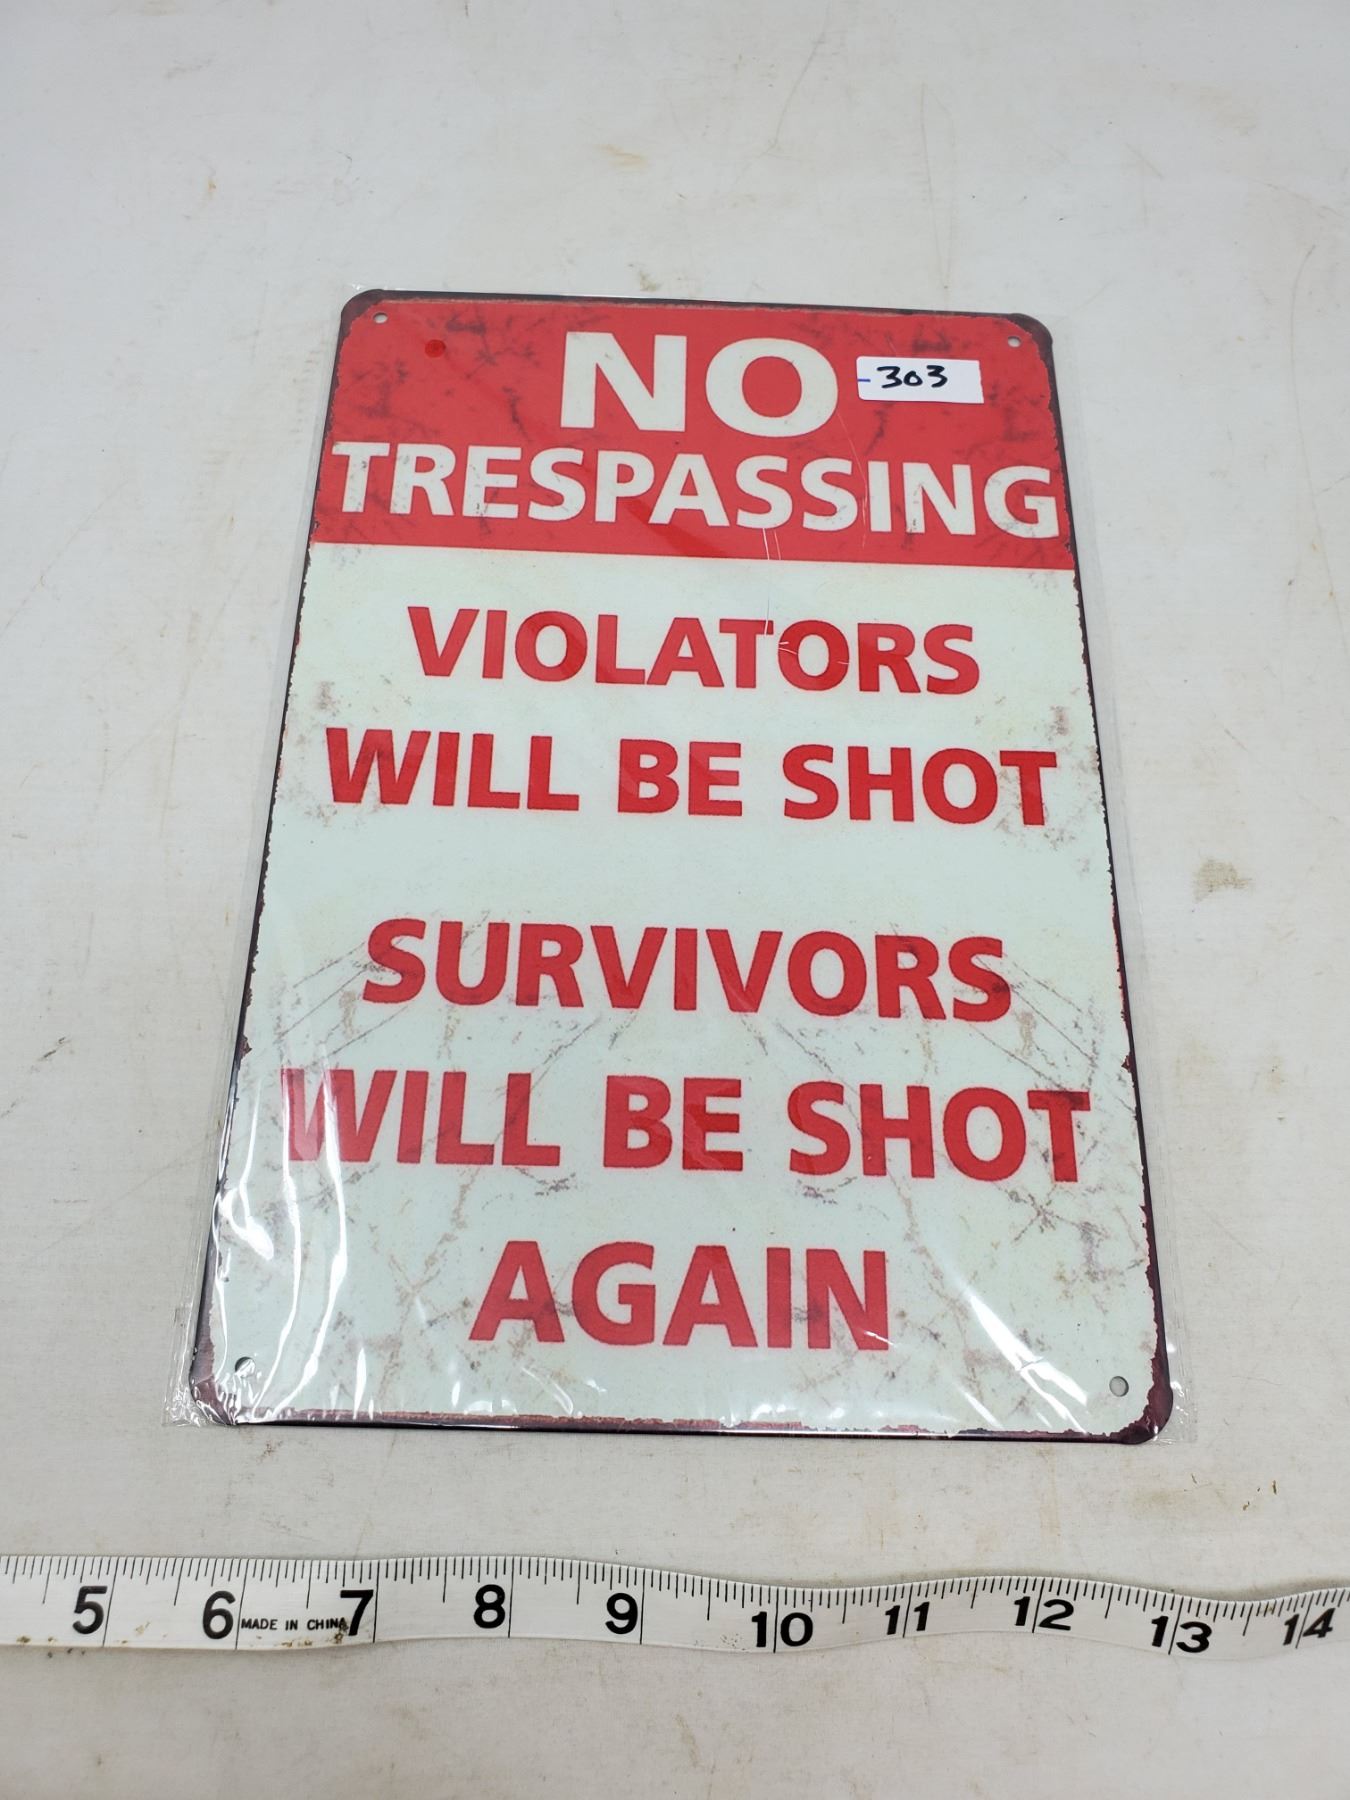 NO
-303
TRESPASSING
VIOLATORS
WILL BE SHOT
SURVIVORS
WILL BE SHOT
AGAIN
5 6 MADE IN CHINA 7 8 9 10 11 12 13 14